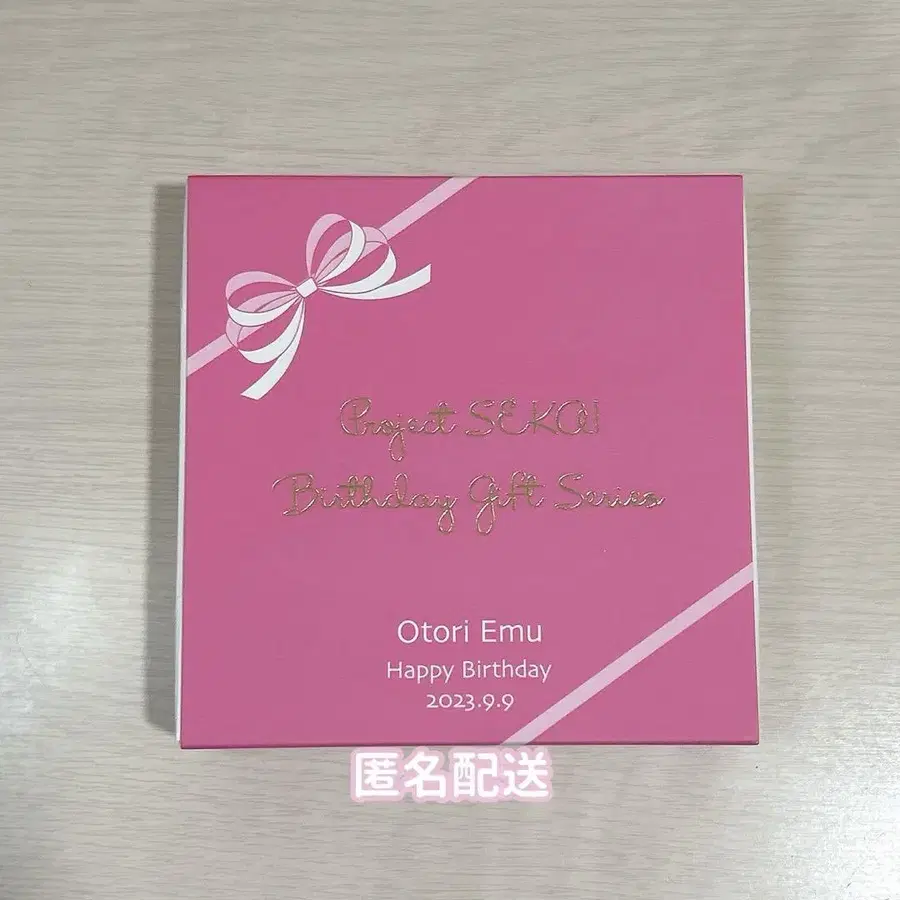 Project SEKAI
Birthday Gift Series
Otori Emu
Happy Birthday
2023.9.9
匿名配送